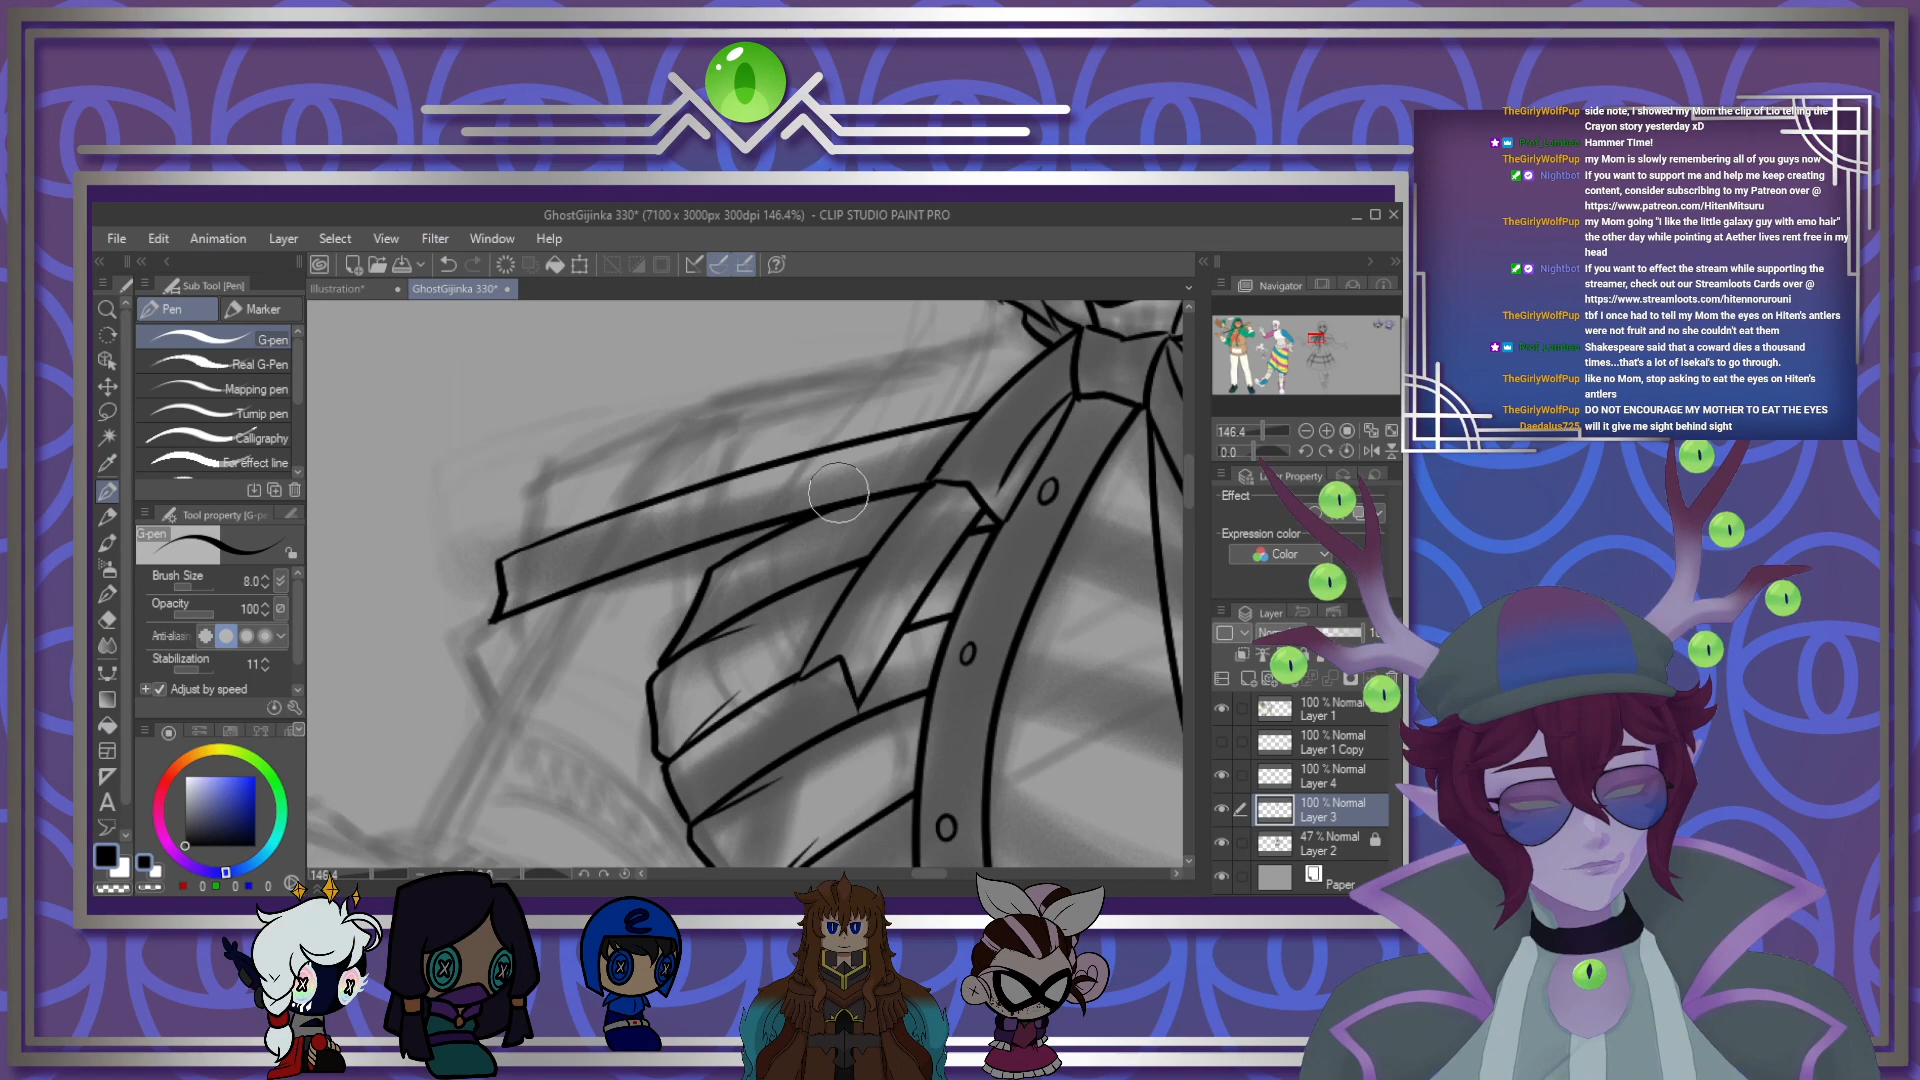 GhostGijinka 330* (7100 x 3000px 300dpi 146.4%) - CLIP STUDIO PAINT PRO
File Edit Animation Layer Select View Filter Window Help
Sub Tool [Pen]
Pen Marker
G-pen
Real G-Pen
Mapping pen
Turnip pen
Calligraphy
For effect line
Tool property [G-pe
G-pen
Brush Size 8.0
Opacity 100
Anti-aliasin
Stabilization 11
Adjust by speed
0 0 0
Illustration* GhostGijinka 330*
146.4
Navigator
146.4
0.0
Layer Property
Effect
Expression color
Color
Layer
100 % Normal
Layer 1
100 % Normal
Layer 1 Copy
100 % Normal
Layer 4
100 % Normal
Layer 3
47 % Normal
Layer 2
Paper
TheGirlyWolfPup side note, I showed my Mom the clip of Lio telling the
Crayon story yesterday xD
Hammer Time!
TheGirlyWolfPup my Mom is slowly remembering all of you guys now
Nightbot If you want to support me and help me keep creating
content, consider subscribing to my Patreon over @
https://www.patreon.com/HitenMitsuru
TheGirlyWolfPup my Mom going "I like the little galaxy guy with emo hair"
the other day while pointing at Aether lives rent free in my
head
Nightbot If you want to effect the stream while supporting the
streamer, check out our Streamloots Cards over @
https://www.streamloots.com/hitennorurouni
TheGirlyWolfPup tbf I once had to tell my Mom the eyes on Hiten's antlers
were not fruit and no she couldn't eat them
Shakespeare said that a coward dies a thousand
times...that's a lot of Isekai's to go through.
TheGirlyWolfPup like no Mom, stop asking to eat the eyes on Hiten's
antlers
TheGirlyWolfPup DO NOT ENCOURAGE MY MOTHER TO EAT THE EYES
Daedalus725 will it give me sight behind sight